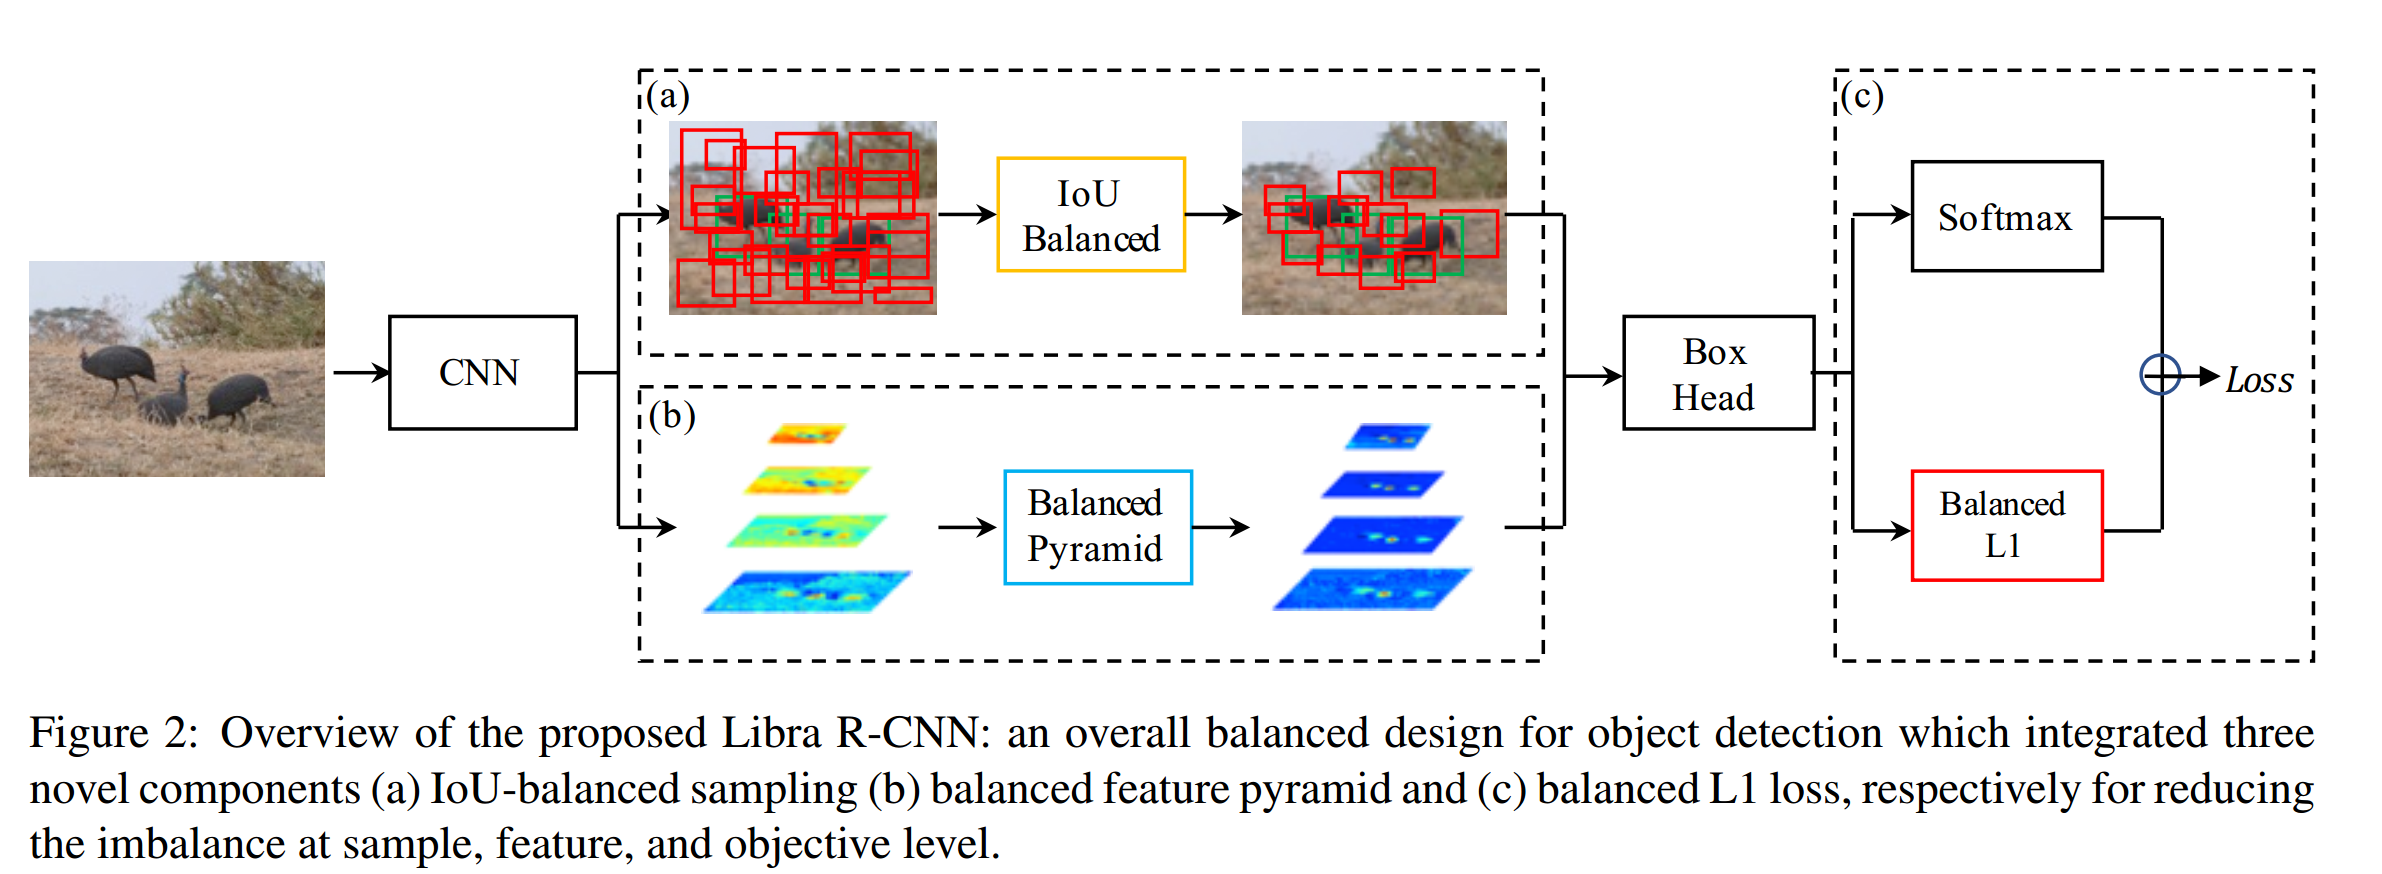 (a)
IoU
Balanced
(c)
Softmax
CNN
Box
Head
Loss
(b)
Balanced
Pyramid
Balanced
L1
Figure 2: Overview of the proposed Libra R-CNN: an overall balanced design for object detection which integrated three
novel components (a) IoU-balanced sampling (b) balanced feature pyramid and (c) balanced L1 loss, respectively for reducing
the imbalance at sample, feature, and objective level.